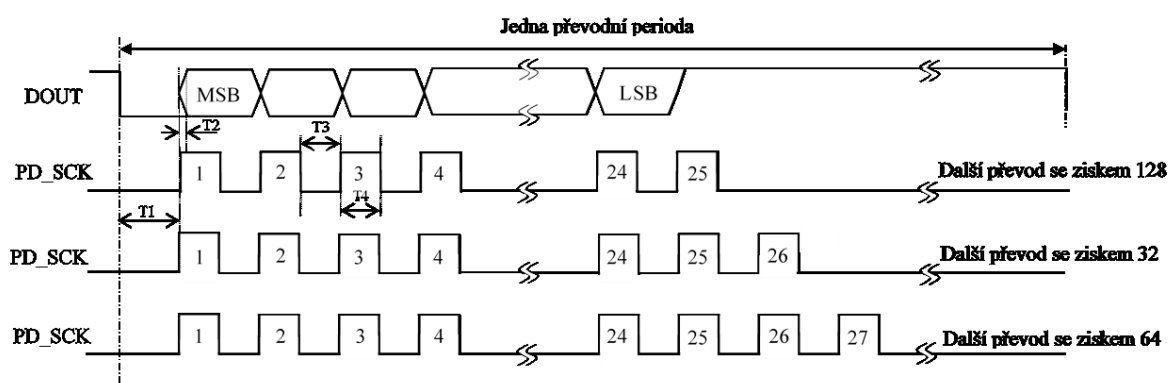 Jedna převodní perioda
DOUT MSB LSB
T2 T3
PD_SCK 1 2 3 4 24 25 Další převod se ziskem 128
T1 T4
PD_SCK 1 2 3 4 24 25 26 Další převod se ziskem 32
PD_SCK 1 2 3 4 24 25 26 27 Další převod se ziskem 64